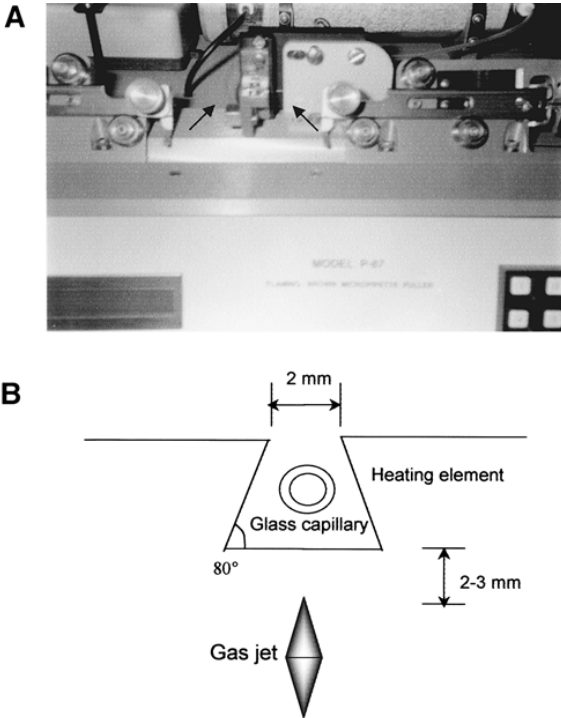 A
MODEL P-87
FLAMING BROWN MICROPIPETTE PULLER
B
2 mm
Heating element
Glass capillary
80°
2-3 mm
Gas jet